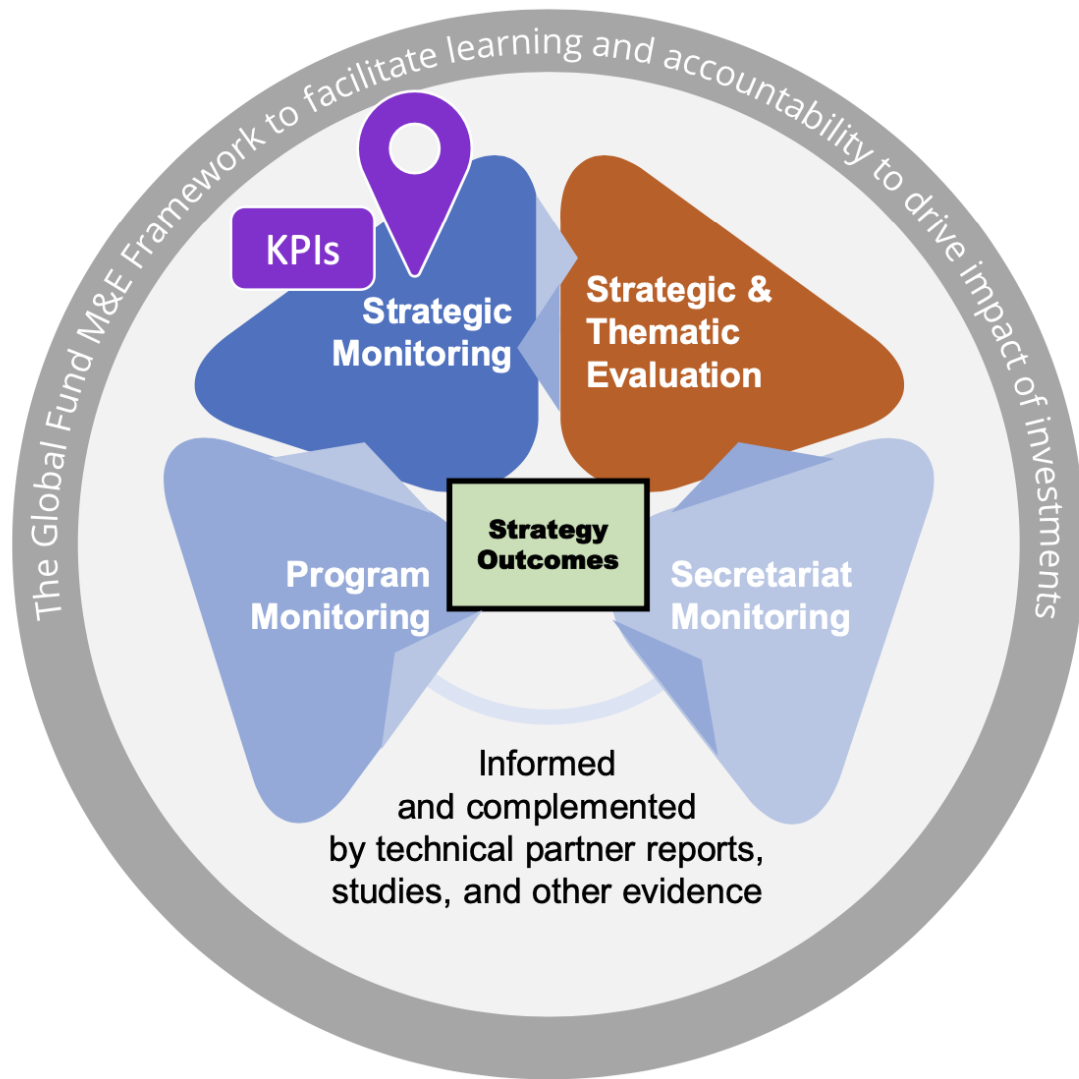 The Global Fund M&E Framework to facilitate learning and accountability to drive impact of investments
KPIs
Strategic
Monitoring
Strategic &
Thematic
Evaluation
Strategy
Outcomes
Program
Monitoring
Secretariat
Monitoring
Informed
and complemented
by technical partner reports,
studies, and other evidence